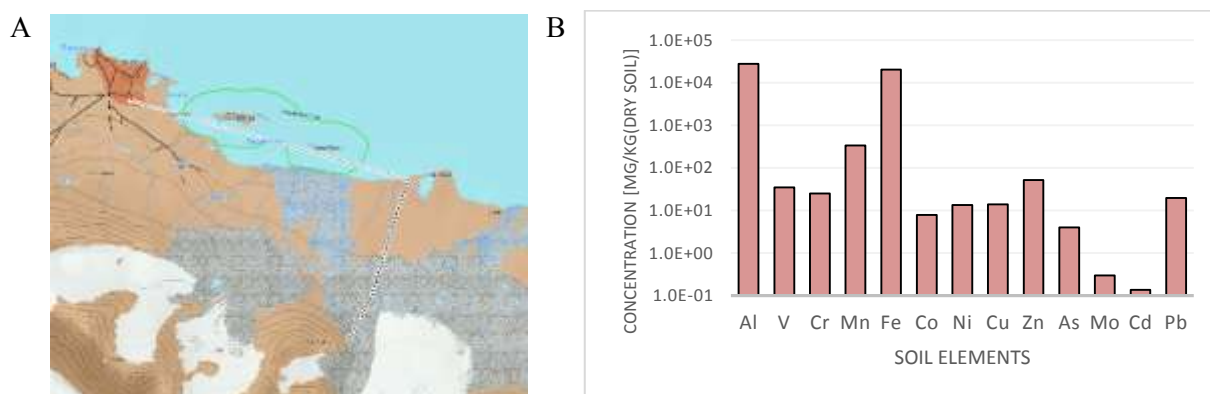 A
B
CONCENTRATION [MG/KG(DRY SOIL)]
1.0E+05
1.0E+04
1.0E+03
1.0E+02
1.0E+01
1.0E+00
1.0E-01
Al V Cr Mn Fe Co Ni Cu Zn As Mo Cd Pb
SOIL ELEMENTS